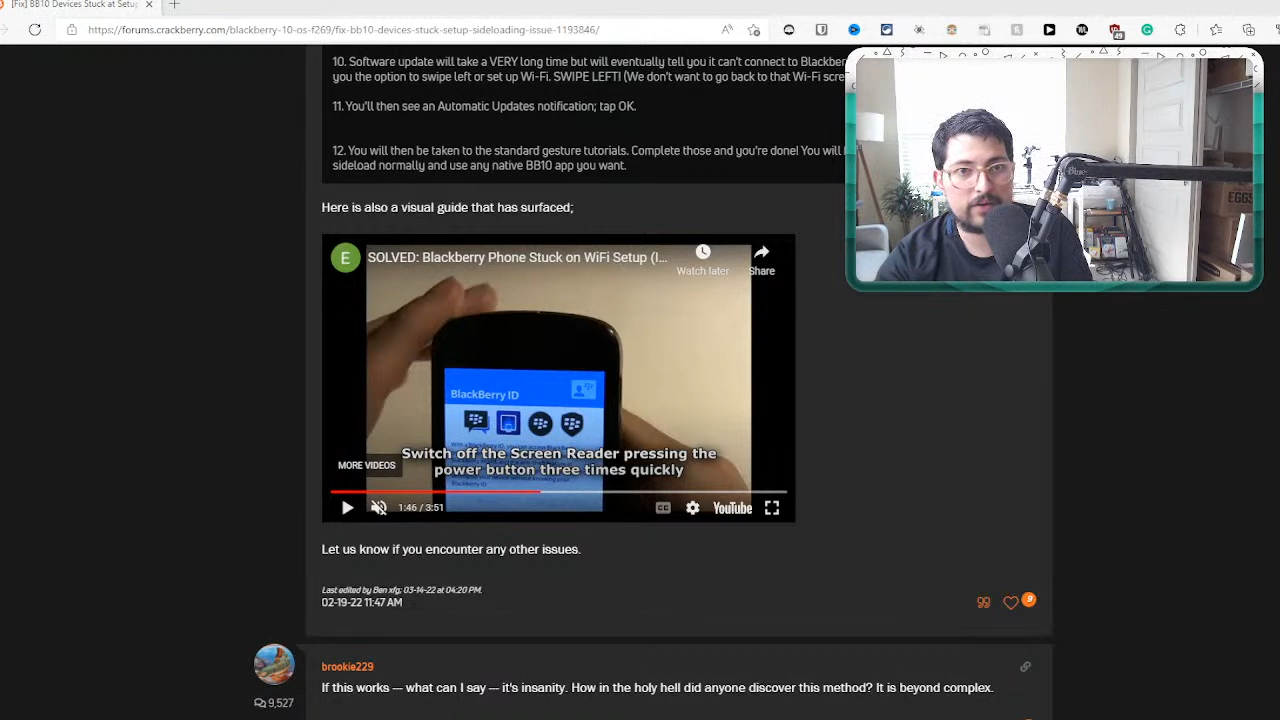 [Fix] BB10 Devices Stuck at Setup
https://forums.crackberry.com/blackberry-10-os-f269/fix-bb10-devices-stuck-setup-sideloading-issue-1193846/
10. Software update will take a VERY long time but will eventually tell you it can't connect to BlackBer
you the option to swipe left or set up Wi-Fi. SWIPE LEFT! (We don't want to go back to that Wi-Fi scre
11. You'll then see an Automatic Updates notification; tap OK.
12. You will then be taken to the standard gesture tutorials. Complete those and you're done! You will
sideload normally and use any native BB10 app you want.
Here is also a visual guide that has surfaced;
E
SOLVED: Blackberry Phone Stuck on WiFi Setup (I...
Watch later
Share
BlackBerry ID
Switch off the Screen Reader pressing the
power button three times quickly
MORE VIDEOS
1:46 / 3:51
CC
YouTube
Let us know if you encounter any other issues.
Last edited by Ben xfg; 03-14-22 at 04:20 PM.
02-19-22 11:47 AM
9
brookie229
If this works --- what can I say --- it's insanity. How in the holy hell did anyone discover this method? It is beyond complex.
9,527
Blue
EGGS